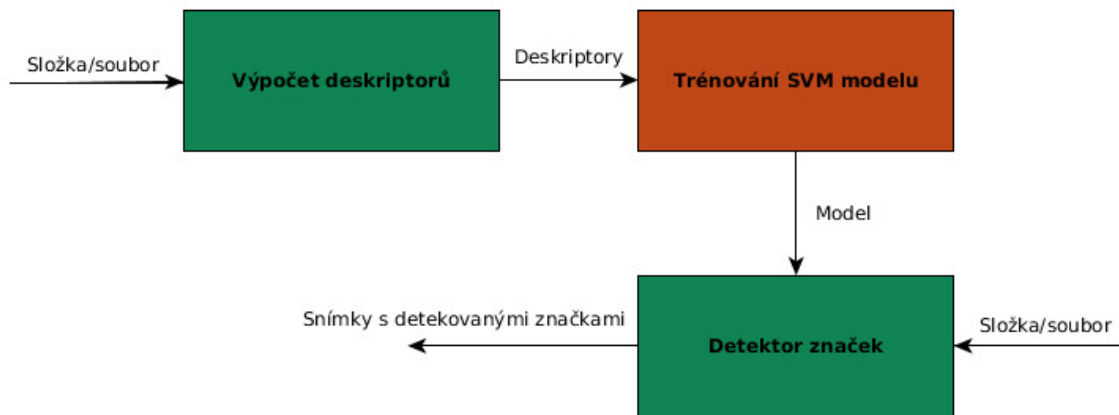 Složka/soubor
Výpočet deskriptorů
Deskriptory
Trénování SVM modelu
Model
Snímky s detekovanými značkami
Detektor značek
Složka/soubor